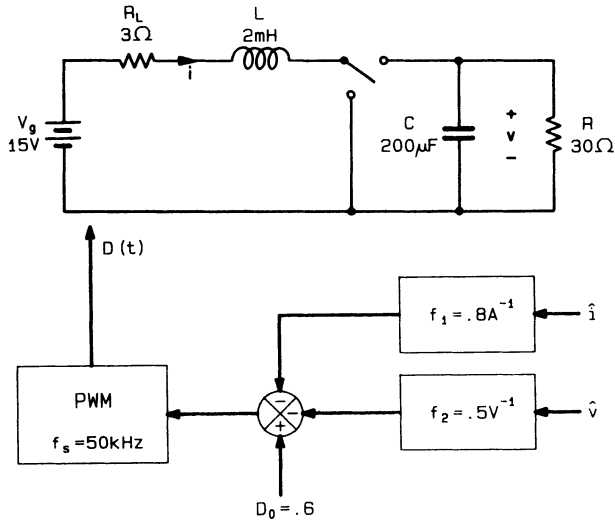 R_L
3Ω
i
L
2mH
V_g
15V
C
200µF
+
v
-
R
30Ω
D(t)
f_1 = .8A^-1
î
PWM
f_s = 50kHz
-
-
+
f_2 = .5V^-1
v̂
D_0 = .6